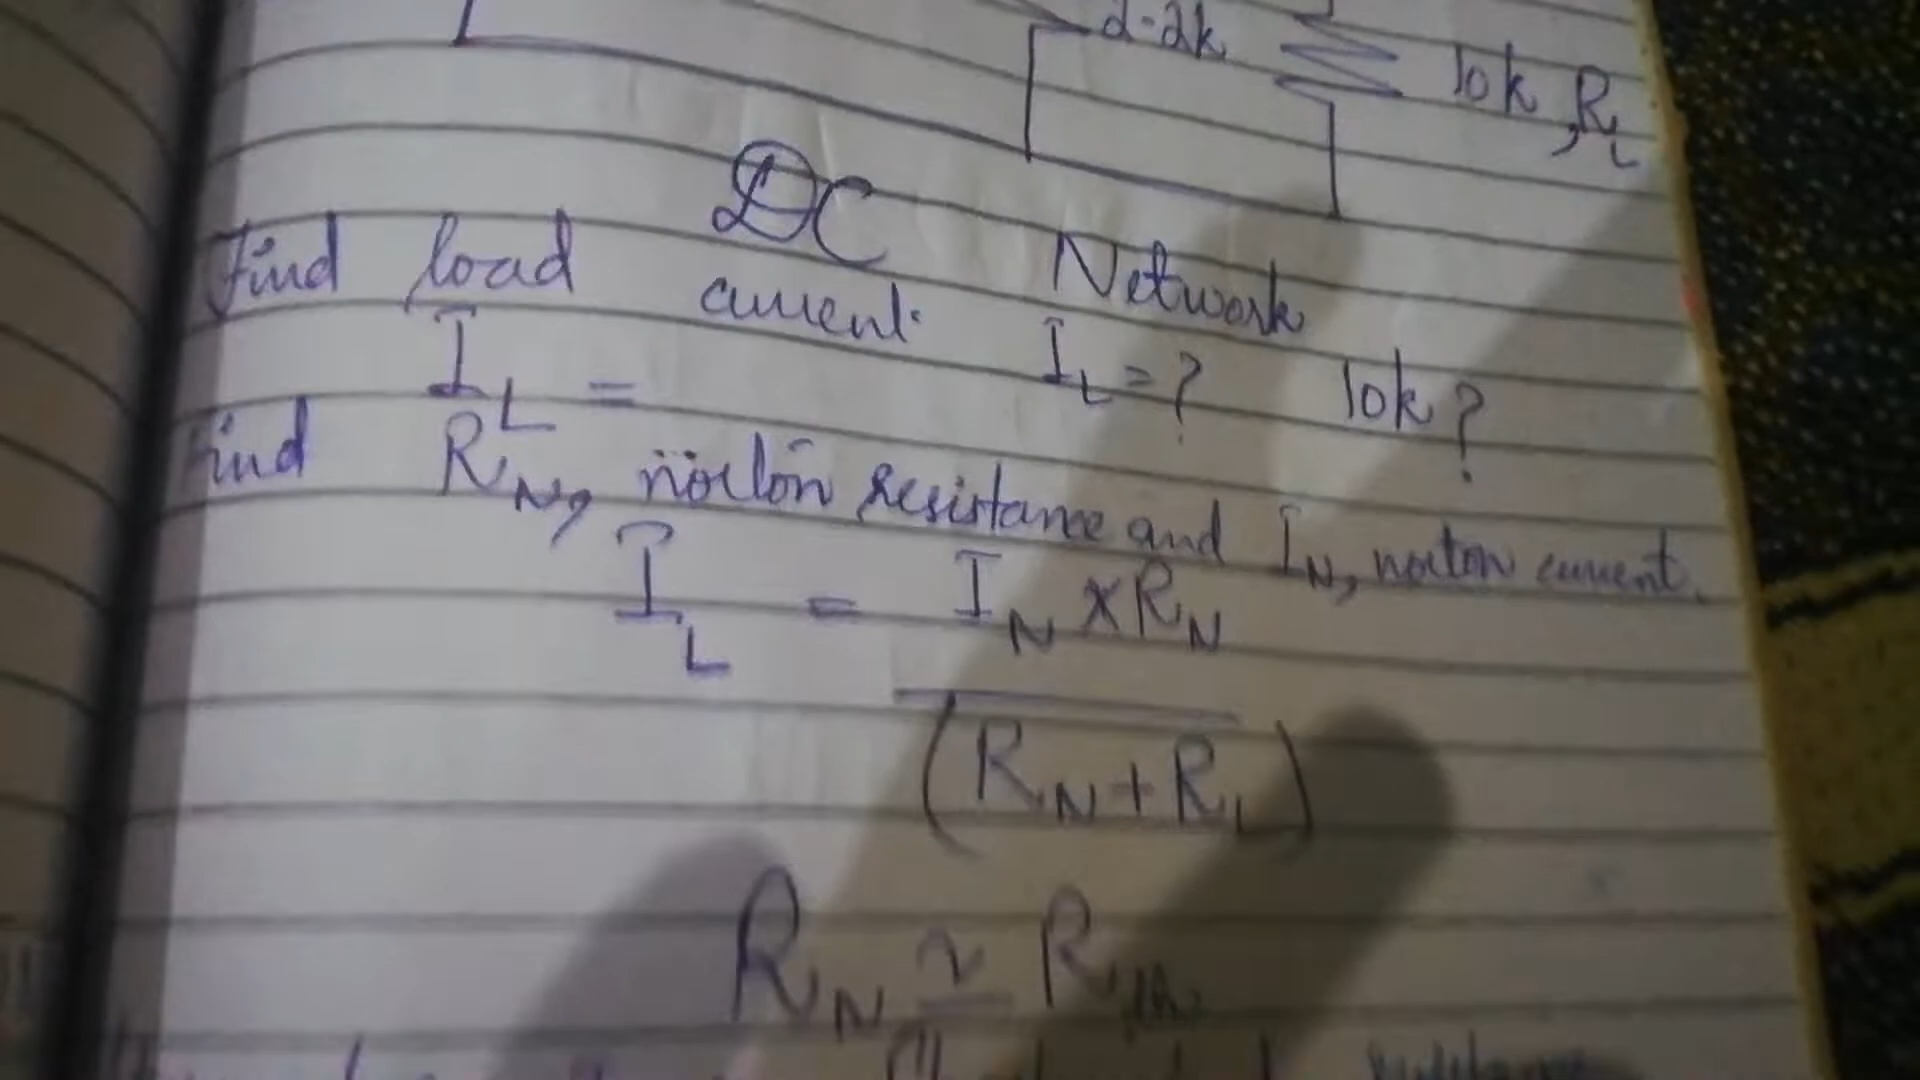 2.2k
10k, RL
DC Network
Find load current IL = ? 10k?
IL =
Find RN, norton resistance and IN, norton current.
IL = IN × RN
(RN + RL)
RN ≃ RTh